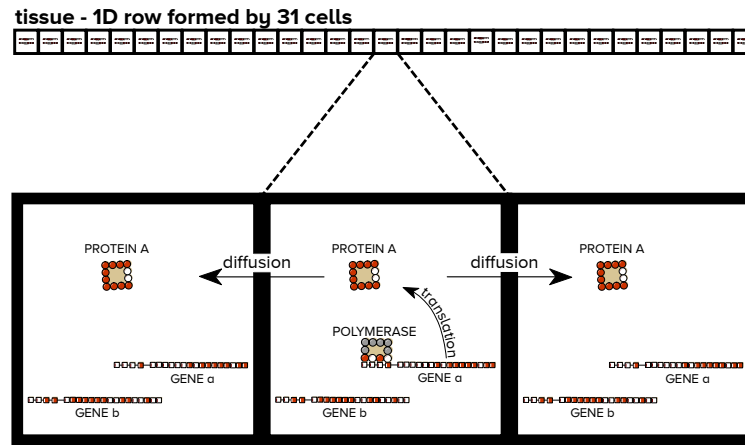 tissue - 1D row formed by 31 cells
PROTEIN A
diffusion
PROTEIN A
diffusion
PROTEIN A
translation
POLYMERASE
GENE a
GENE a
GENE a
GENE b
GENE b
GENE b